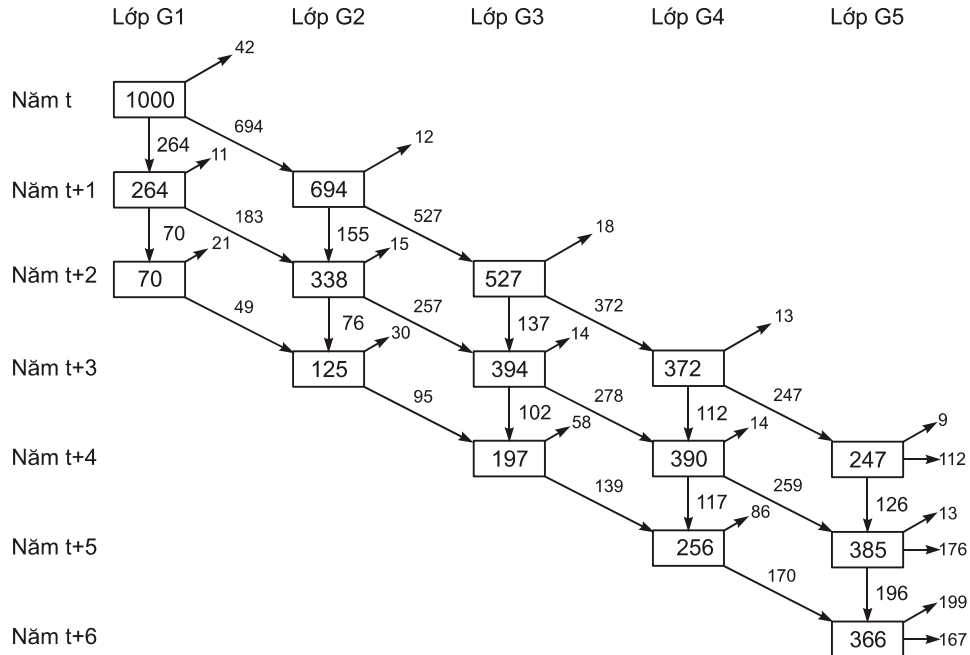 Lớp G1 Lớp G2 Lớp G3 Lớp G4 Lớp G5
42
Năm t 1000
694
264 12
11
Năm t+1 264 694
183 527
70 155 18
21 15
Năm t+2 70 338 527
49 257 372
76 137 13
30 14
Năm t+3 125 394 372
95 278 247
102 112 9
58 14
Năm t+4 197 390 247 112
139 259
117 126
86 13
Năm t+5 256 385 176
170
196
199
Năm t+6 366 167